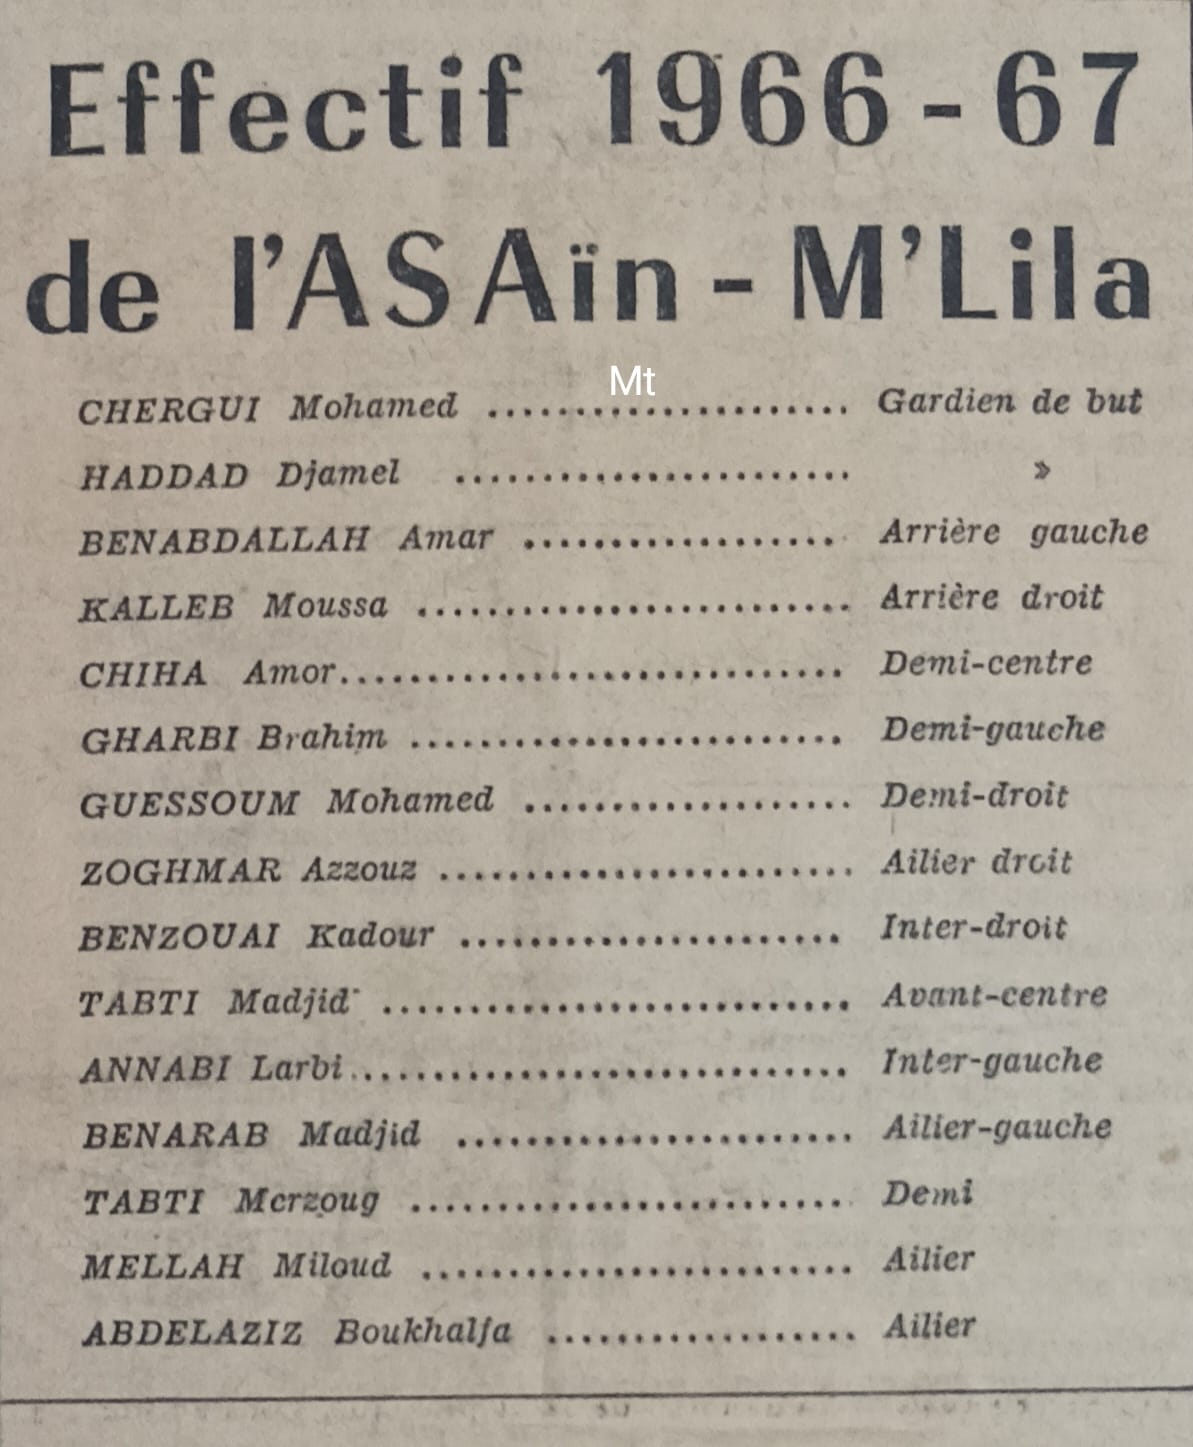 Effectif 1966-67
de l'AS Aïn-M'Lila
Mt
CHERGUI Mohamed ..................... Gardien de but
HADDAD Djamel ....................... »
BENABDALLAH Amar .................. Arrière gauche
KALLEB Moussa ......................... Arrière droit
CHIHA Amor............................. Demi-centre
GHARBI Brahim ......................... Demi-gauche
GUESSOUM Mohamed ................... Demi-droit
ZOGHMAR Azzouz ........................ Ailier droit
BENZOUAI Kadour ...................... Inter-droit
TABTI Madjid ........................... Avant-centre
ANNABI Larbi............................. Inter-gauche
BENARAB Madjid ....................... Ailier-gauche
TABTI Merzoug ......................... Demi
MELLAH Miloud ......................... Ailier
ABDELAZIZ Boukhalfa .................. Ailier